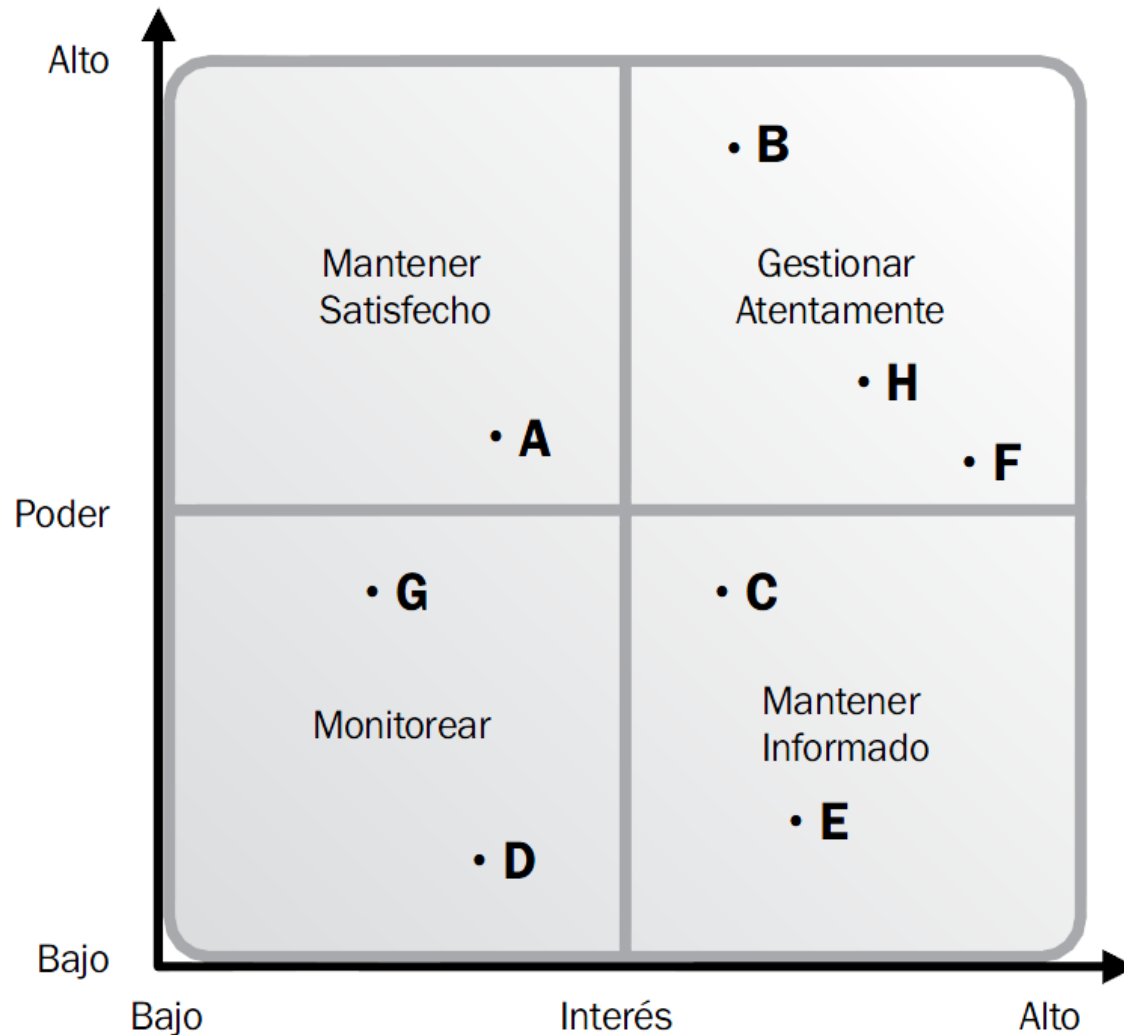 Alto
B
Mantener
Satisfecho
Gestionar
Atentamente
H
A
F
Poder
G
C
Monitorear
Mantener
Informado
E
D
Bajo
Bajo
Interés
Alto